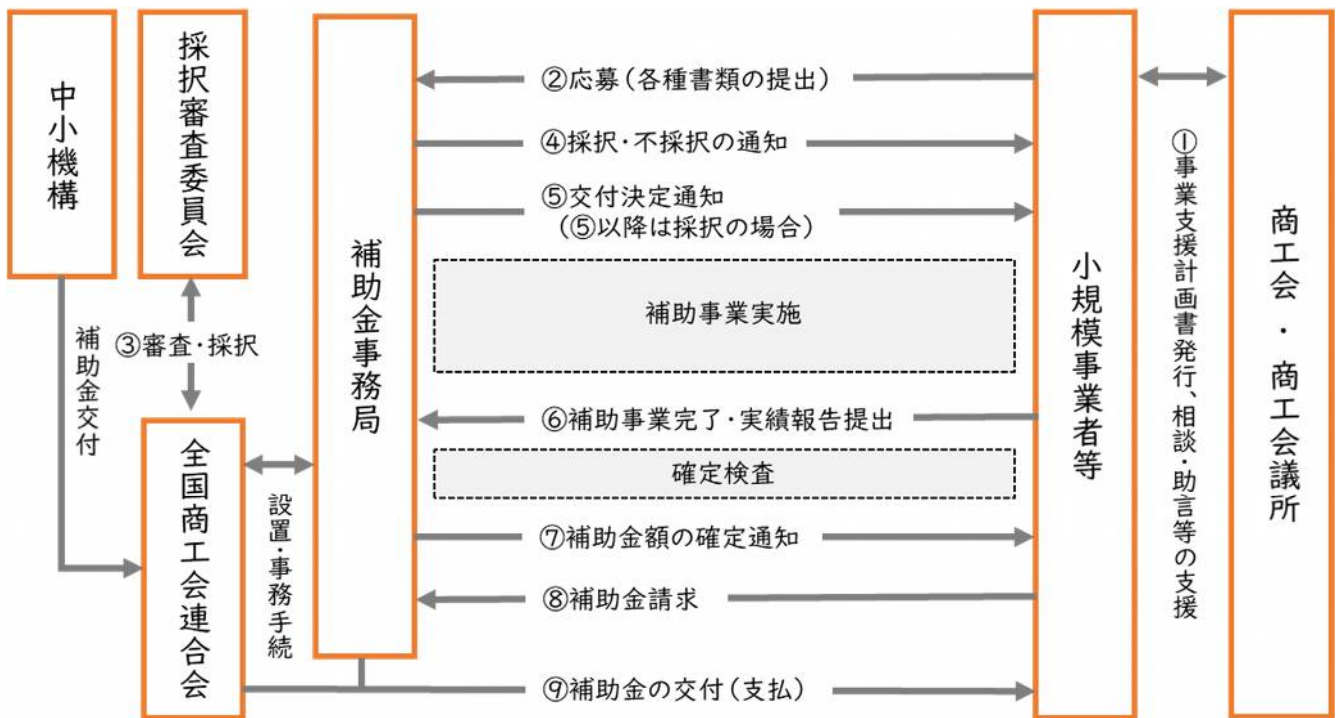 中小機構
採択審査委員会
補助金事務局
小規模事業者等
商工会・商工会議所
①事業支援計画書発行、相談・助言等の支援
②応募(各種書類の提出)
④採択・不採択の通知
⑤交付決定通知
(⑤以降は採択の場合)
補助事業実施
③審査・採択
補助金交付
全国商工会連合会
設置・事務手続
⑥補助事業完了・実績報告提出
確定検査
⑦補助金額の確定通知
⑧補助金請求
⑨補助金の交付(支払)